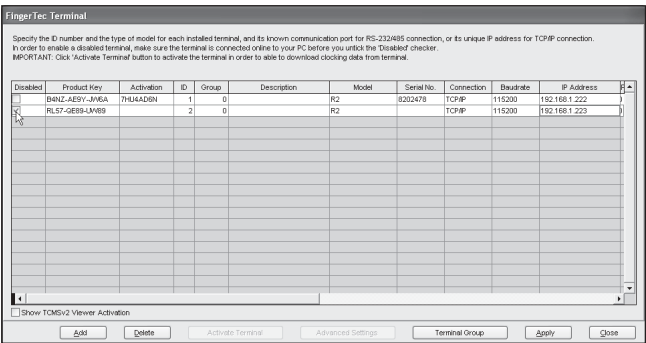 FingerTec Terminal
Specify the ID number and the type of model for each installed terminal, and its known communication port for RS-232/485 connection, or its unique IP address for TCP/IP connection.
In order to enable a disabled terminal, make sure the terminal is connected online to your PC before you untick the 'Disabled' checker.
IMPORTANT: Click 'Activate Terminal' button to activate the terminal in order to able to download clocking data from terminal.
Disabled Product Key Activation ID Group Description Model Serial No. Connection Baudrate IP Address
B4NZ-AE9Y-JW6A 7HU4AD6N 1 0 R2 8202478 TCP/IP 115200 192.168.1.222
RL57-QE89-UW89 2 0 R2 TCP/IP 115200 192.168.1.223
Show TCMSv2 Viewer Activation
Add Delete Activate Terminal Advanced Settings Terminal Group Apply Close